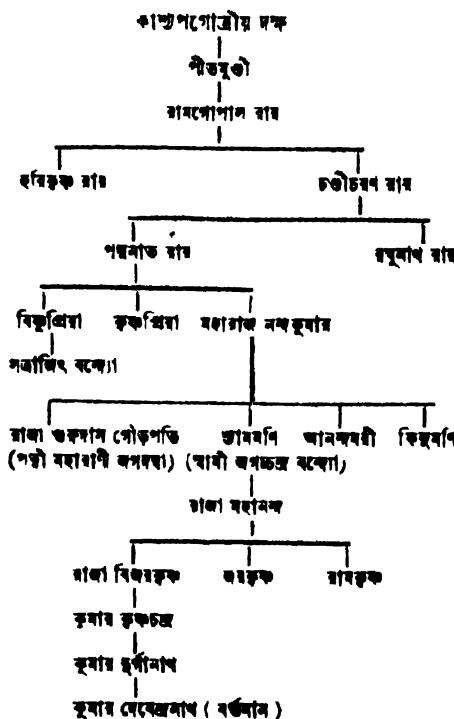 কাশ্যপগোত্রীয় দক্ষ
পীতমুণ্ডী
রামগোপাল রায়
হরিকৃষ্ণ রায় চণ্ডীচরণ রায়
পদ্মনাভ রায় রঘুনাথ রায়
বিষ্ণুপ্রিয়া কৃষ্ণপ্রিয়া মহারাজ নন্দকুমার
সত্রাজিৎ বন্দ্যো
রাজা গুরুদাস গৌড়পতি শ্যামমণি আনন্দময়ী কিনুমণি
(পত্নী মহারাণী জগদম্বা) (স্বামী জগচ্চন্দ্র বন্দ্যো)
রাজা মহানন্দ
রাজা বিজয়কৃষ্ণ জয়কৃষ্ণ রামকৃষ্ণ
কুমার কৃষ্ণচন্দ্র
কুমার দুর্গানাথ
কুমার দেবেন্দ্রনাথ ( বর্ত্তমান )